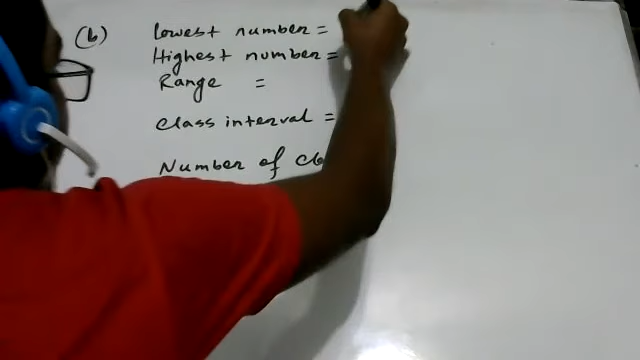 (b) Lowest number =
Highest number =
Range =
Class interval =
Number of